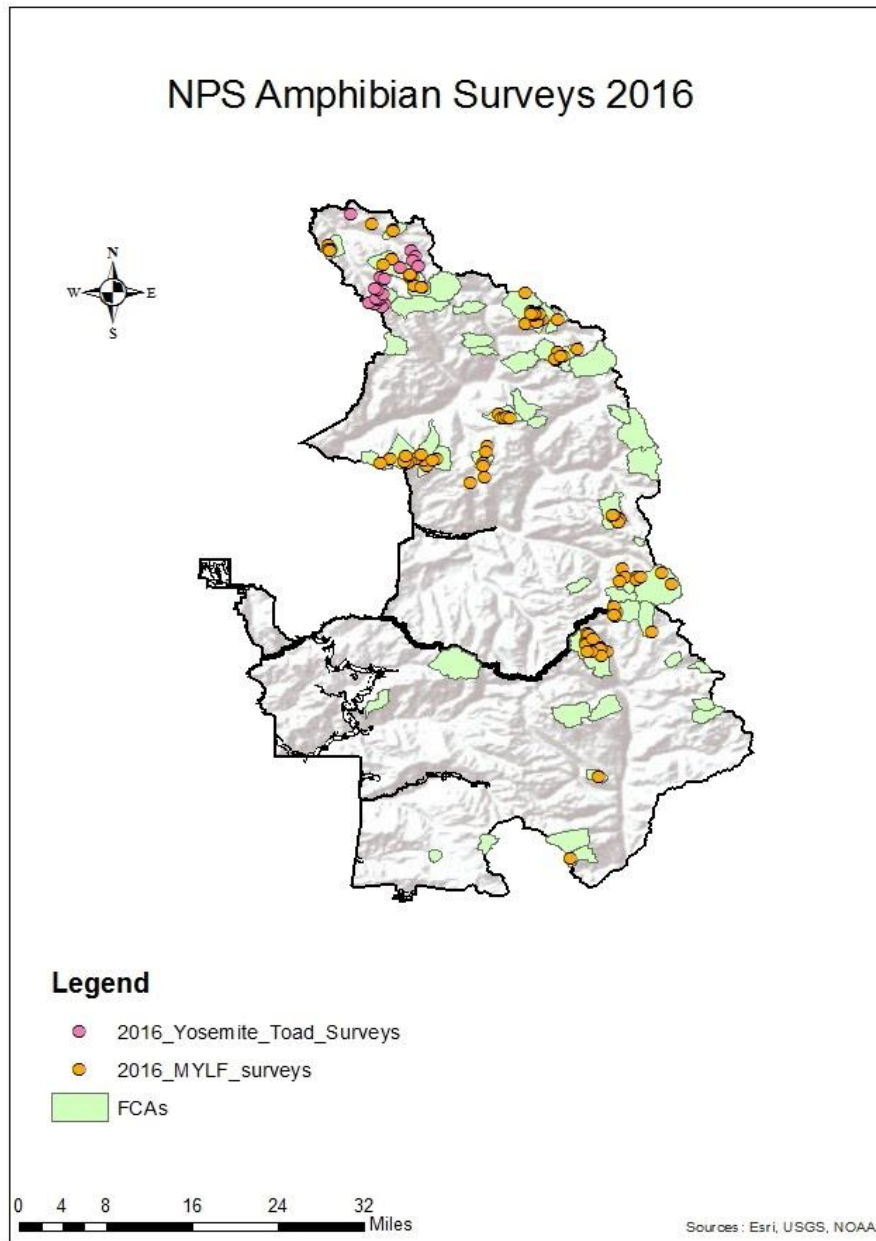 NPS Amphibian Surveys 2016
N
W E
S
Legend
2016_Yosemite_Toad_Surveys
2016_MYLF_surveys
FCAs
0 4 8 16 24 32
Miles
Sources: Esri, USGS, NOAA